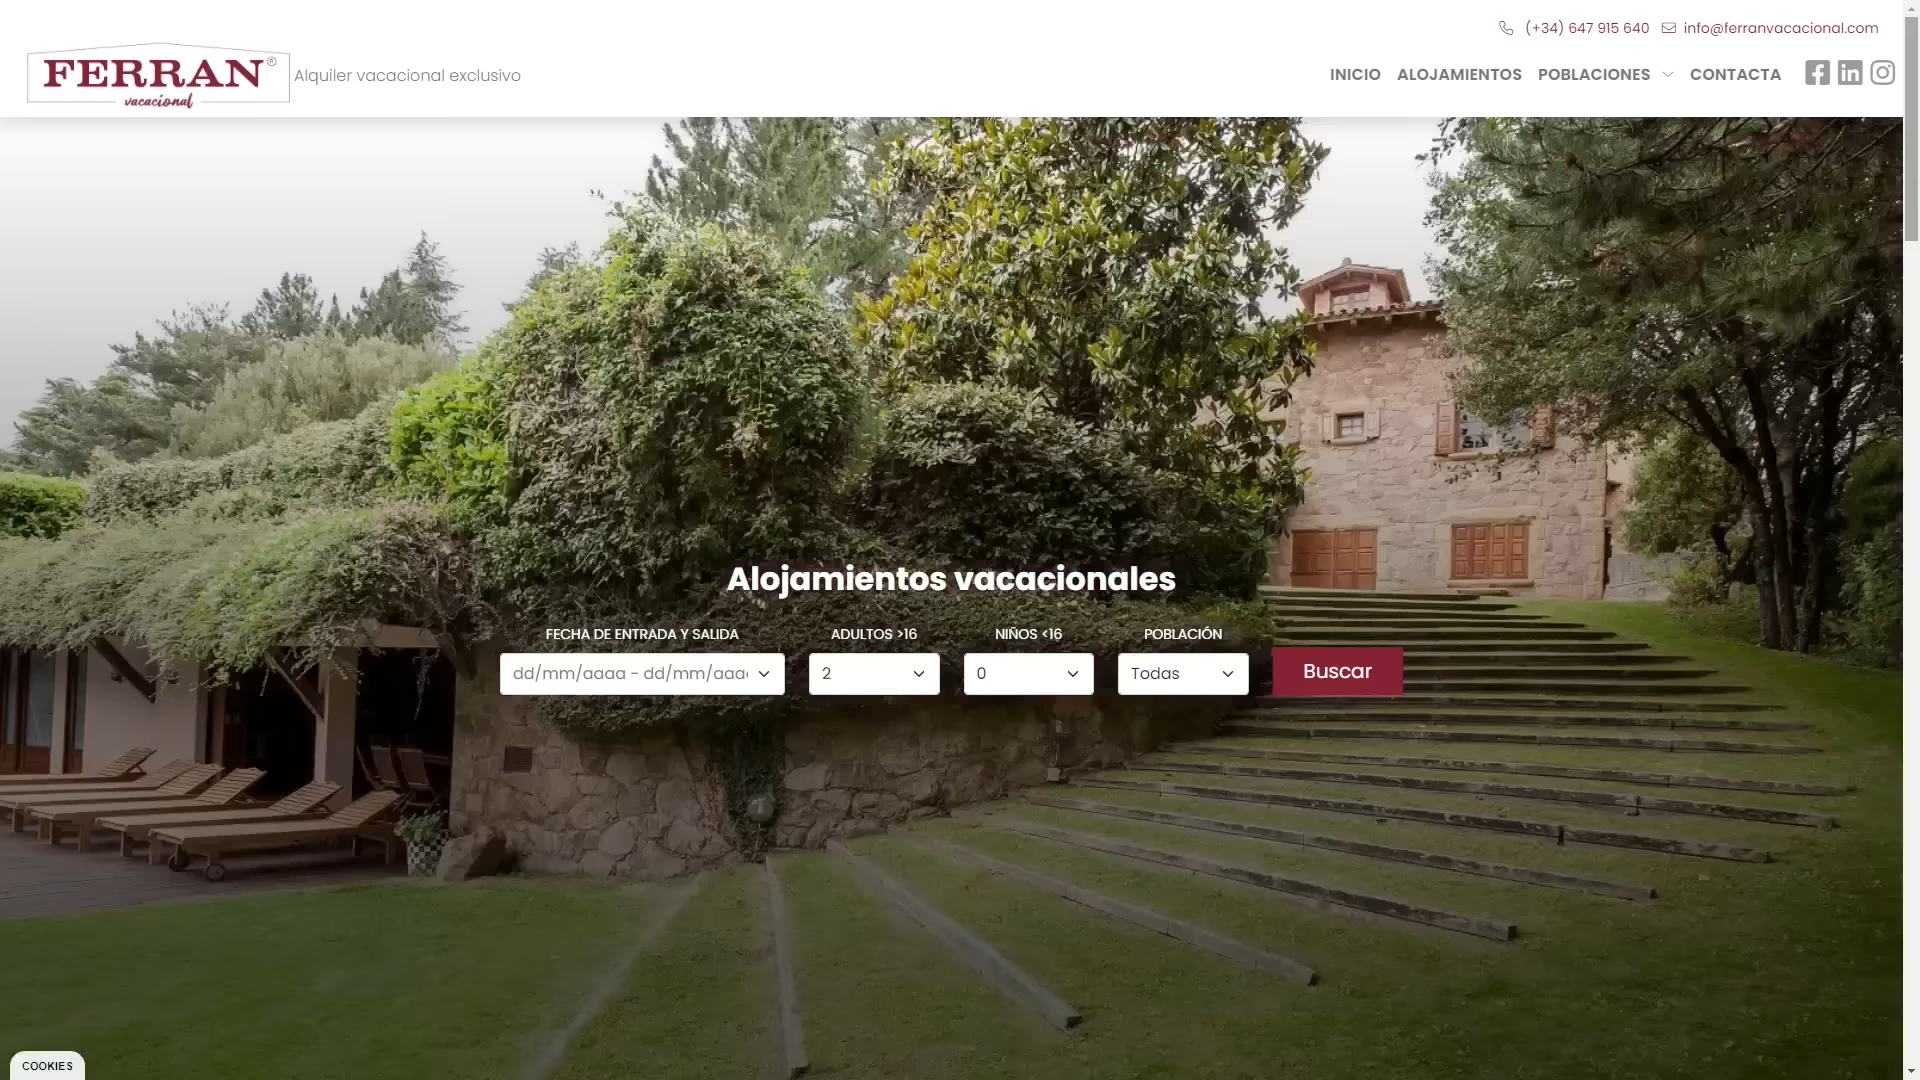 (+34) 647 915 640 info@ferranvacacional.com
FERRAN®
vacacional
Alquiler vacacional exclusivo
INICIO ALOJAMIENTOS POBLACIONES CONTACTA
Alojamientos vacacionales
FECHA DE ENTRADA Y SALIDA ADULTOS >16 NIÑOS <16 POBLACIÓN
dd/mm/aaaa - dd/mm/aaaa 2 0 Todas Buscar
COOKIES